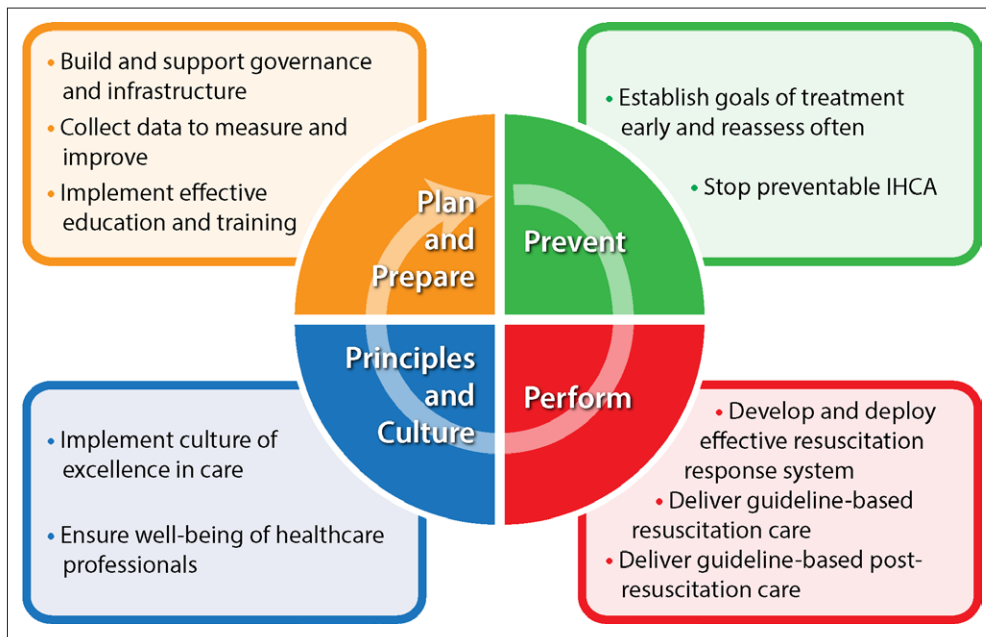 • Build and support governance
and infrastructure
• Collect data to measure and
improve
• Implement effective
education and training
• Establish goals of treatment
early and reassess often
• Stop preventable IHCA
Plan
and
Prepare
Prevent
Principles
and
Culture
Perform
• Implement culture of
excellence in care
• Ensure well-being of healthcare
professionals
• Develop and deploy
effective resuscitation
response system
• Deliver guideline-based
resuscitation care
• Deliver guideline-based post-
resuscitation care